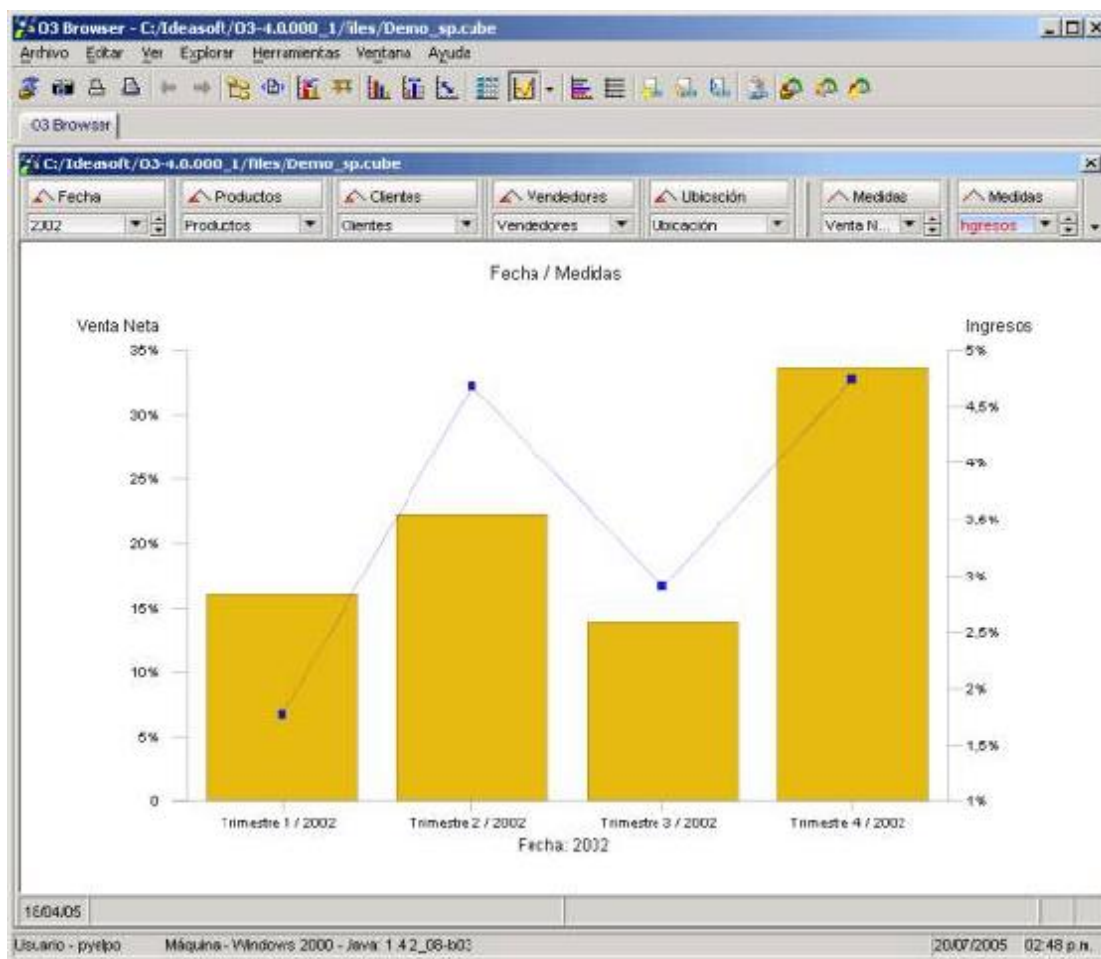 O3 Browser - C:/Ideasoft/O3-4.0.000_1/files/Demo_sp.cube
Archivo Editar Ver Explorar Herramientas Ventana Ayuda
O3 Browser
C:/Ideasoft/O3-4.0.000_1/files/Demo_sp.cube
Fecha Productos Clientes Vendedores Ubicación Medidas Medidas
2002 Productos Clientes Vendedores Ubicación Venta N... Ingresos
Fecha / Medidas
Venta Neta Ingresos
35% 5%
30% 4,5%
25% 4%
20% 3,5%
15% 3%
10% 2,5%
5% 2%
0 1,5%
1%
Trimestre 1 / 2002 Trimestre 2 / 2002 Trimestre 3 / 2002 Trimestre 4 / 2002
Fecha: 2002
16/04/05
Usuario - pyelpo Máquina - Windows 2000 - Java: 1.4.2_08-b03 20/07/2005 02:48 p.m.